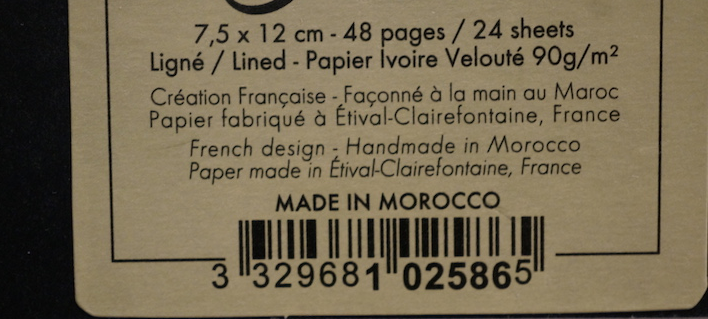 7,5 x 12 cm - 48 pages / 24 sheets
Ligné / Lined - Papier Ivoire Velouté 90g/m²
Création Française - Façonné à la main au Maroc
Papier fabriqué à Étival-Clairefontaine, France
French design - Handmade in Morocco
Paper made in Étival-Clairefontaine, France
MADE IN MOROCCO
3 329681 025865